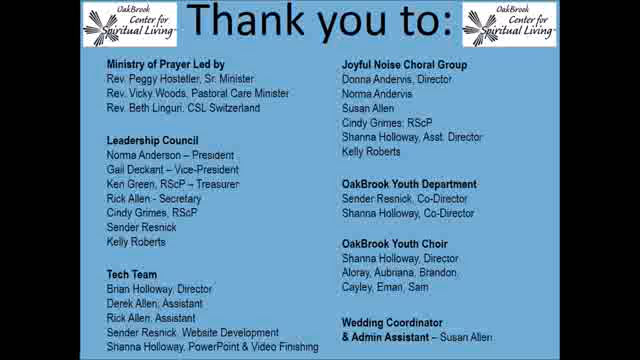 OakBrook
Center for
Spiritual Living
Thank you to:
OakBrook
Center for
Spiritual Living
Ministry of Prayer Led by
Rev. Peggy Hostetler, Sr. Minister
Rev. Vicky Woods, Pastoral Care Minister
Rev. Beth Linguri, CSL Switzerland
Leadership Council
Norma Anderson – President
Gail Deckant – Vice-President
Ken Green, RScP – Treasurer
Rick Allen - Secretary
Cindy Grimes, RScP
Sender Resnick
Kelly Roberts
Tech Team
Brian Holloway, Director
Derek Allen, Assistant
Rick Allen, Assistant
Sender Resnick, Website Development
Shanna Holloway, PowerPoint & Video Finishing
Joyful Noise Choral Group
Donna Andervis, Director
Norma Andervis
Susan Allen
Cindy Grimes, RScP
Shanna Holloway, Asst. Director
Kelly Roberts
OakBrook Youth Department
Sender Resnick, Co-Director
Shanna Holloway, Co-Director
OakBrook Youth Choir
Shanna Holloway, Director
Aloray, Aubriana, Brandon,
Cayley, Eman, Sam
Wedding Coordinator
& Admin Assistant – Susan Allen